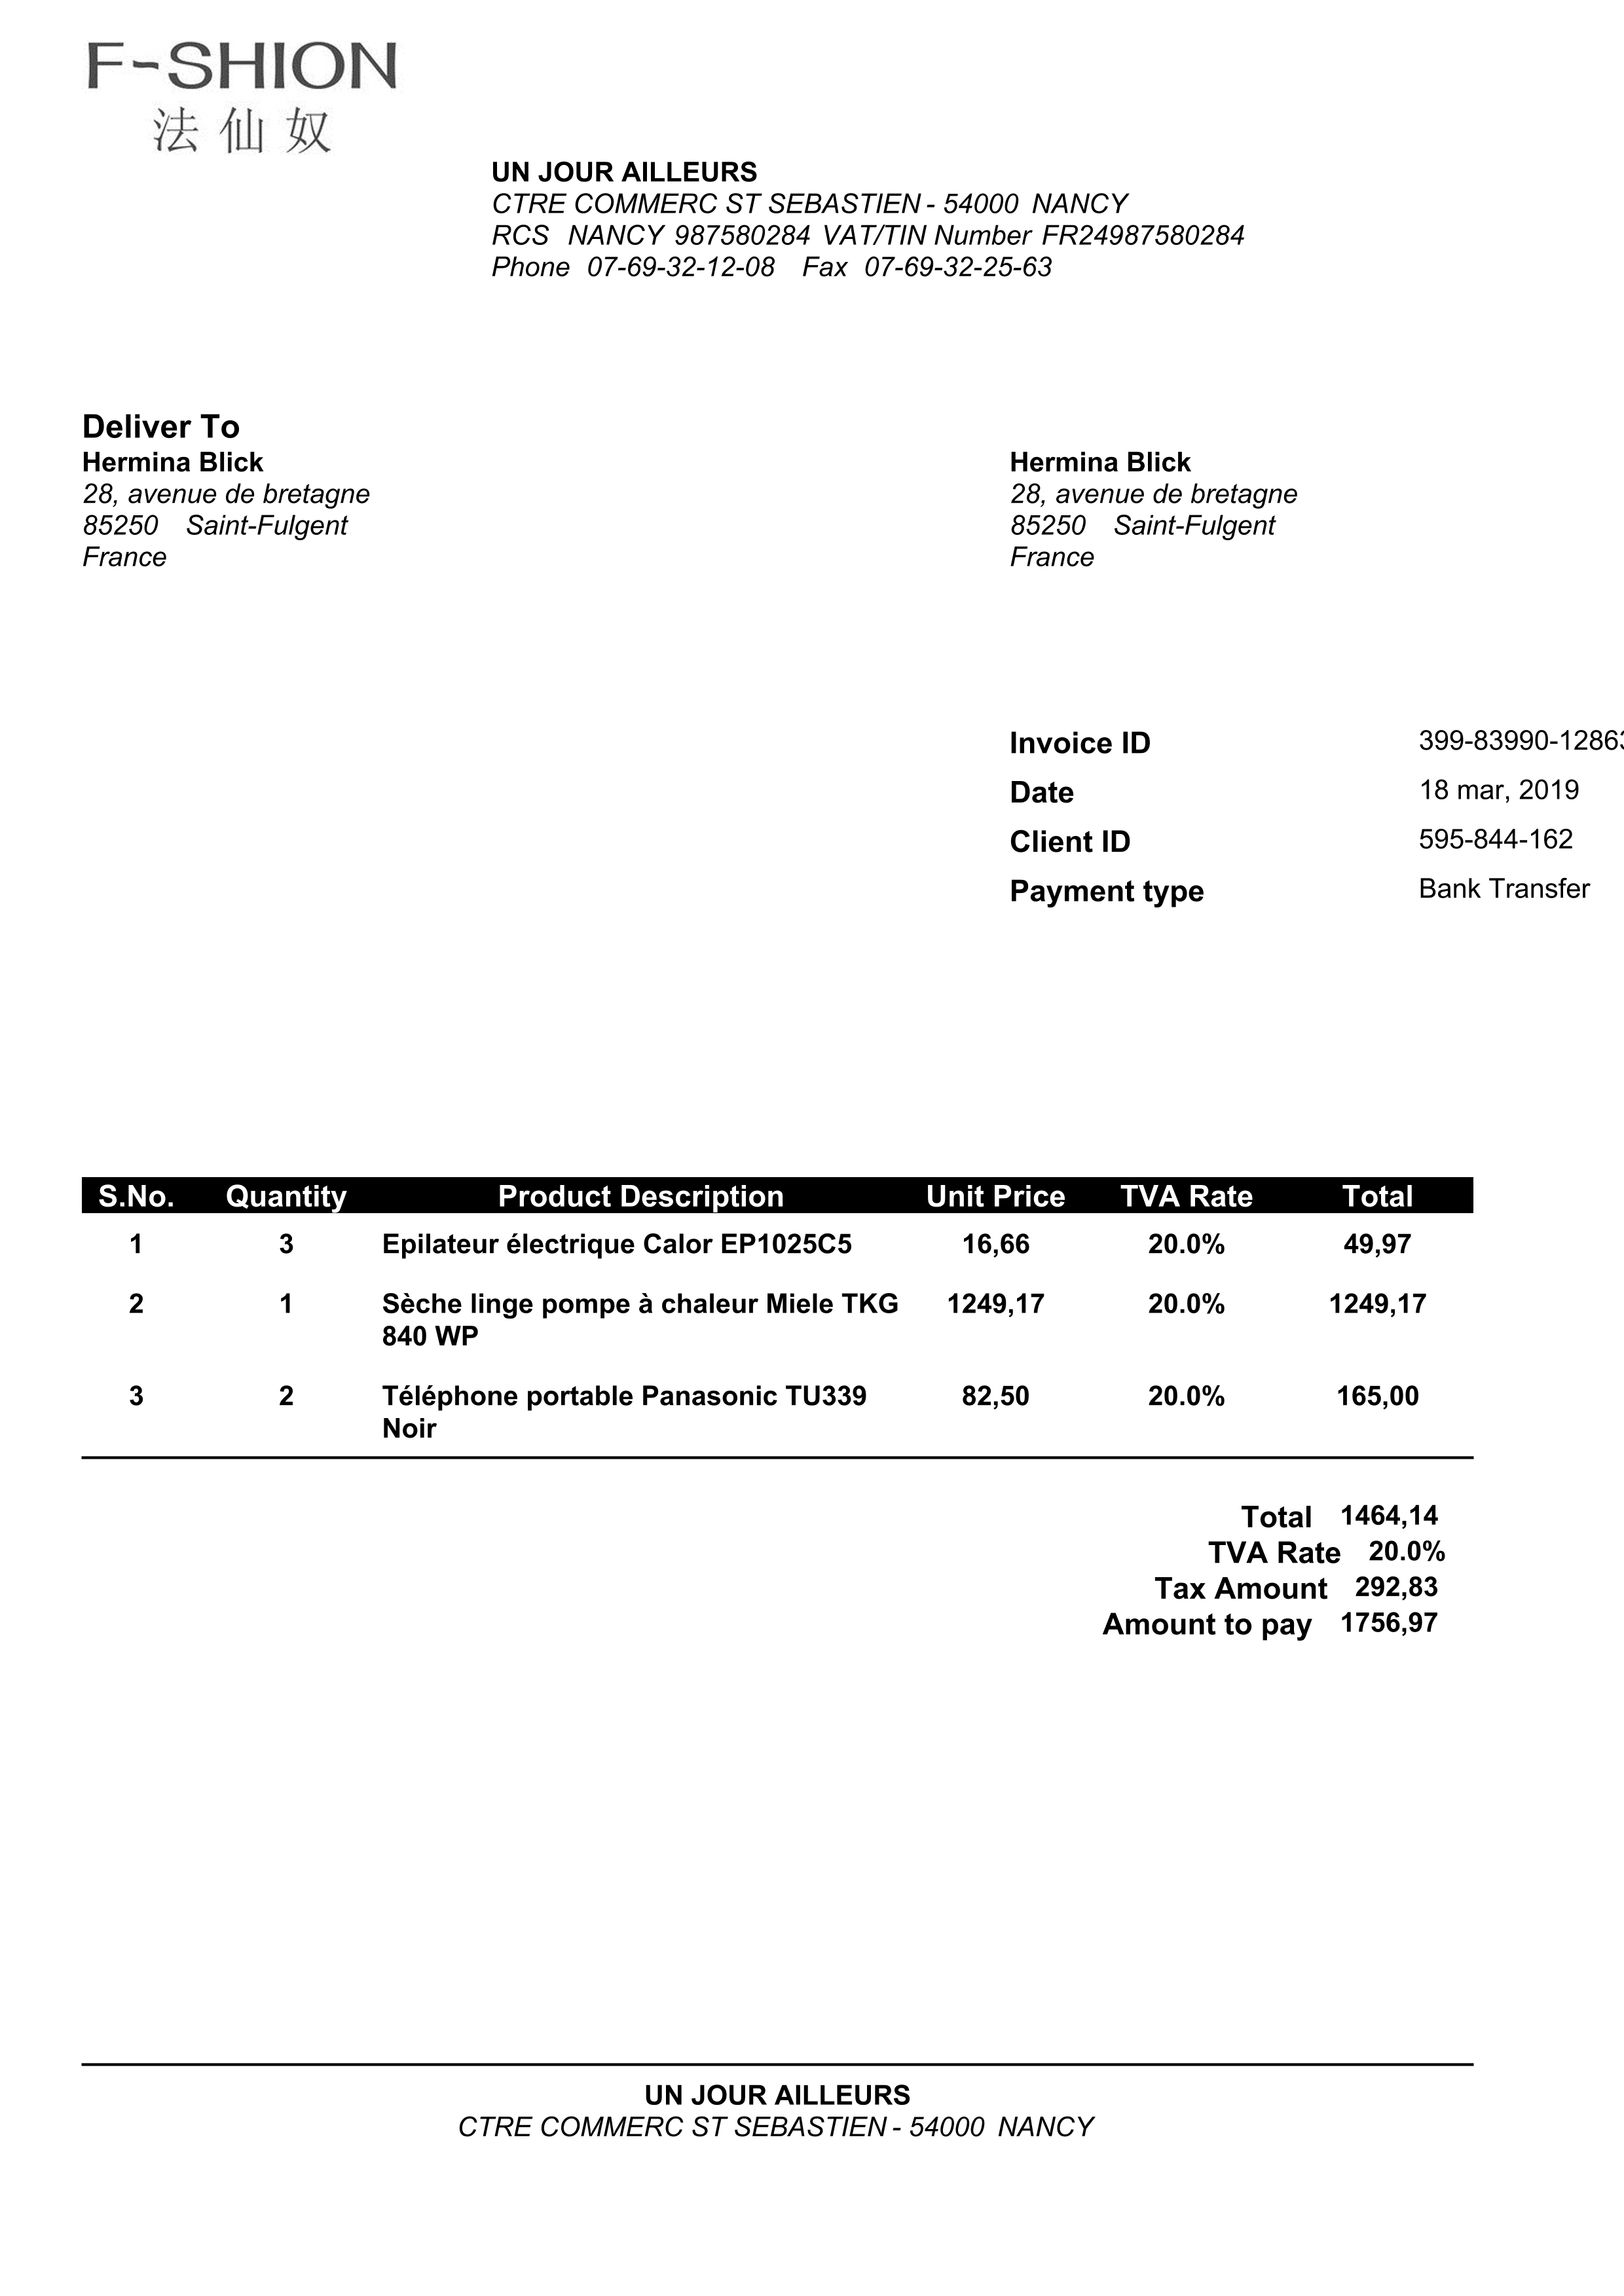 F-SHION
法仙奴
UN JOUR AILLEURS
CTRE COMMERC ST SEBASTIEN - 54000 NANCY
RCS NANCY 987580284 VAT/TIN Number FR24987580284
Phone 07-69-32-12-08 Fax 07-69-32-25-63
Deliver To
Hermina Blick
28, avenue de bretagne
85250 Saint-Fulgent
France
Hermina Blick
28, avenue de bretagne
85250 Saint-Fulgent
France
Invoice ID 399-83990-12863
Date 18 mar, 2019
Client ID 595-844-162
Payment type Bank Transfer
S.No. Quantity Product Description Unit Price TVA Rate Total
1 3 Epilateur électrique Calor EP1025C5 16,66 20.0% 49,97
2 1 Sèche linge pompe à chaleur Miele TKG 1249,17 20.0% 1249,17
840 WP
3 2 Téléphone portable Panasonic TU339 82,50 20.0% 165,00
Noir
Total 1464,14
TVA Rate 20.0%
Tax Amount 292,83
Amount to pay 1756,97
UN JOUR AILLEURS
CTRE COMMERC ST SEBASTIEN - 54000 NANCY